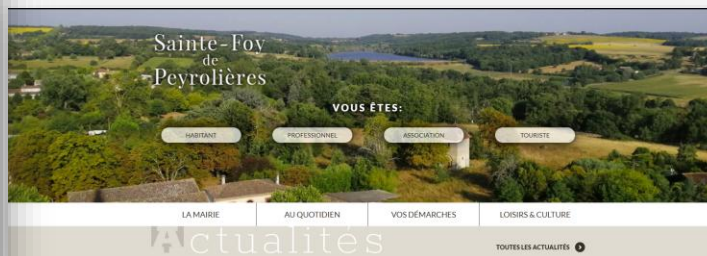 Sainte-Foy
de
Peyrolières
VOUS ÊTES:
HABITANT PROFESSIONNEL ASSOCIATION TOURISTE
LA MAIRIE AU QUOTIDIEN VOS DÉMARCHES LOISIRS & CULTURE
Actualités
TOUTES LES ACTUALITÉS